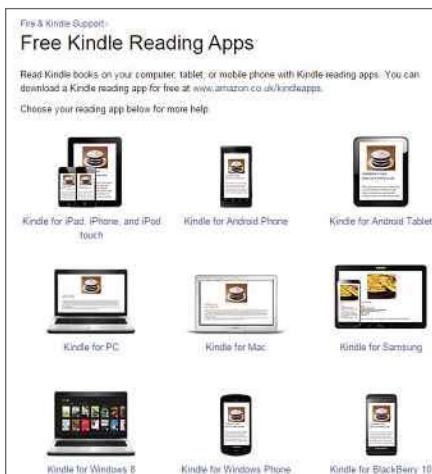 Fire & Kindle Support›
Free Kindle Reading Apps
Read Kindle books on your computer, tablet, or mobile phone with Kindle reading apps. You can
download a Kindle reading app for free at www.amazon.co.uk/kindleapps.
Choose your reading app below for more help.
Kindle for iPad, iPhone, and iPod
touch
Kindle for Android Phone
Kindle for Android Tablet
Kindle for PC
Kindle for Mac
Kindle for Samsung
Kindle for Windows 8
Kindle for Windows Phone
Kindle for BlackBerry 10